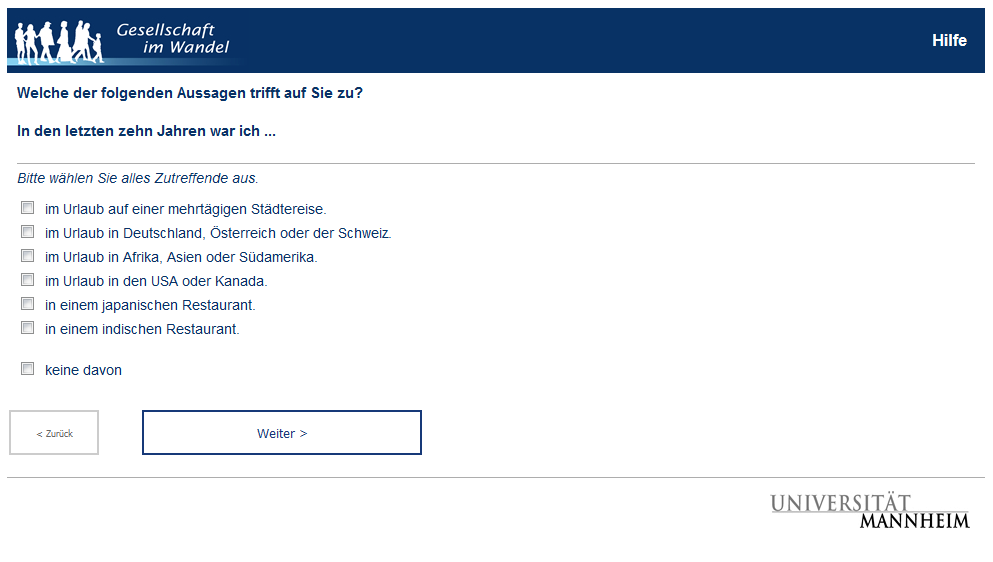 Gesellschaft
im Wandel
Hilfe
Welche der folgenden Aussagen trifft auf Sie zu?
In den letzten zehn Jahren war ich ...
Bitte wählen Sie alles Zutreffende aus.
im Urlaub auf einer mehrtägigen Städtereise.
im Urlaub in Deutschland, Österreich oder der Schweiz.
im Urlaub in Afrika, Asien oder Südamerika.
im Urlaub in den USA oder Kanada.
in einem japanischen Restaurant.
in einem indischen Restaurant.
keine davon
< Zurück
Weiter >
UNIVERSITÄT
MANNHEIM